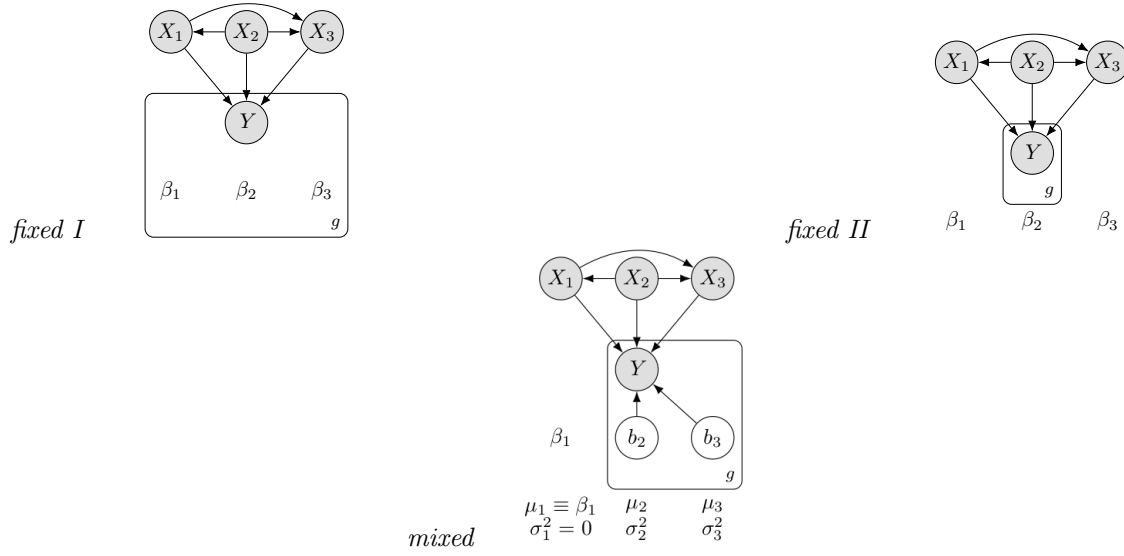 X₁ X₂ X₃
Y
β₁ β₂ β₃
g
fixed I
X₁ X₂ X₃
Y
g
β₁ β₂ β₃
fixed II
X₁ X₂ X₃
Y
β₁ b₂ b₃
g
μ₁ ≡ β₁ μ₂ μ₃
σ₁² = 0 σ₂² σ₃²
mixed